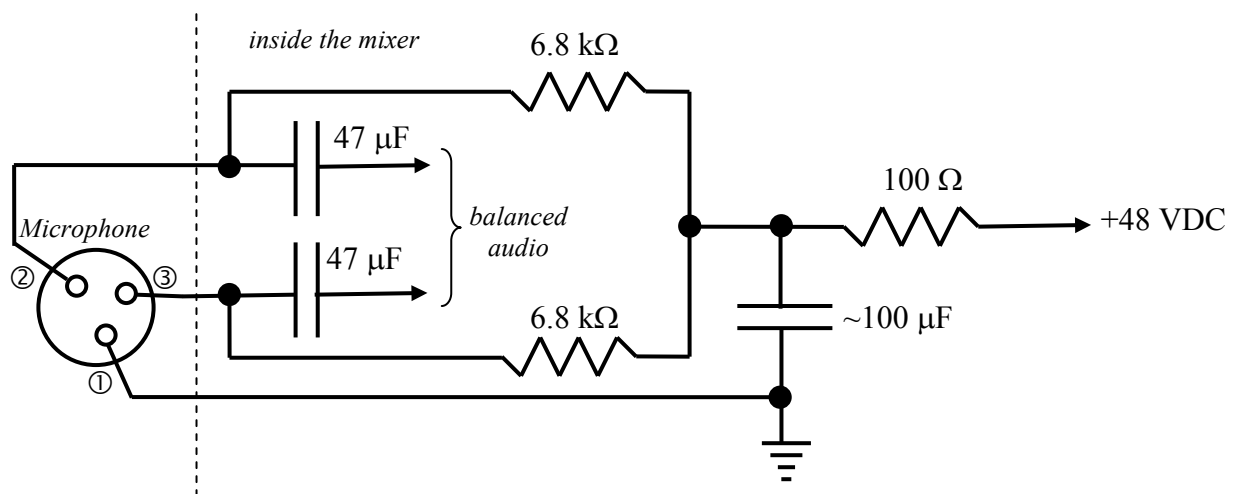 inside the mixer
6.8 kΩ
47 μF
100 Ω
+48 VDC
Microphone
balanced
audio
②
③
47 μF
6.8 kΩ
~100 μF
①